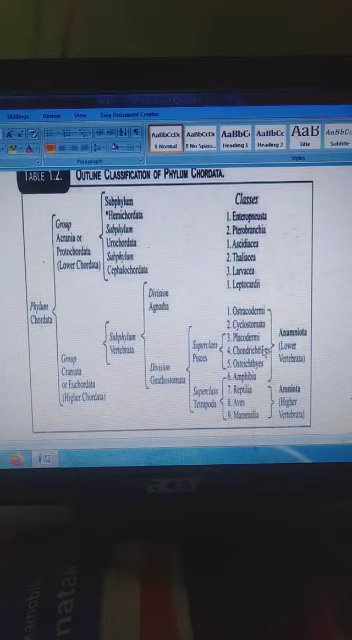 Mailings Review View Easy Document Creator
AaBbCcDx AaBbCcDx AaBbC AaBbCc AaB AaBbCc
¶ Normal ¶ No Spaci... Heading 1 Heading 2 Title Subtitle
Paragraph
Styles
TABLE 1.2. OUTLINE CLASSIFICATION OF PHYLUM CHORDATA.
Phylum
Chordata
Group
Acrania or
Protochordata
(Lower Chordata)
Subphylum
*Hemichordata
Subphylum
Urochordata
Subphylum
Cephalochordata
Classes
1. Enteropneusta
2. Pterobranchia
1. Ascidiacea
2. Thaliacea
3. Larvacea
1. Leptocardii
Group
Craniata
or Euchordata
(Higher Chordata)
Subphylum
Vertebrata
Division
Agnatha
Division
Gnathostomata
Superclass
Pisces
Superclass
Tetrapoda
1. Ostracodermi
2. Cyclostomata
3. Placodermi
4. Chondrichthyes
5. Osteichthyes
6. Amphibia
7. Reptilia
8. Aves
9. Mammalia
Anamniota
(Lower
Vertebrata)
Amniota
(Higher
Vertebrata)
acer